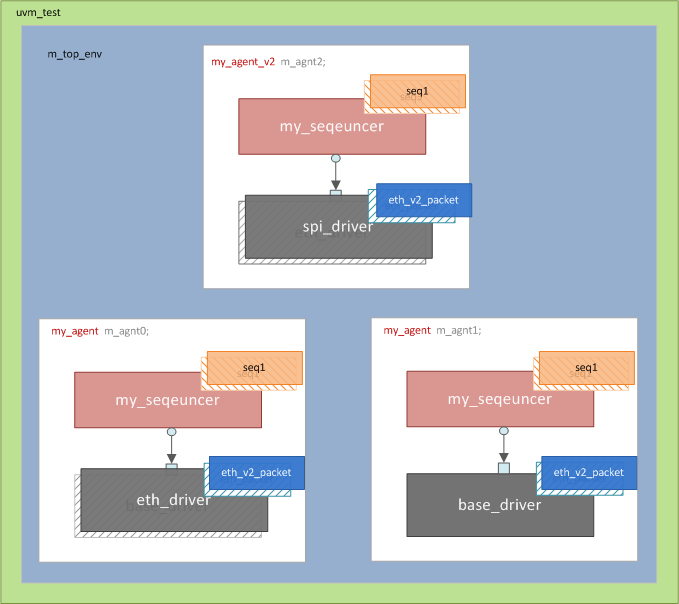 uvm_test
m_top_env
my_agent_v2 m_agnt2;
seq1
my_seqeuncer
eth_v2_packet
spi_driver
my_agent m_agnt0;
seq1
my_seqeuncer
eth_v2_packet
eth_driver
my_agent m_agnt1;
seq1
my_seqeuncer
eth_v2_packet
base_driver